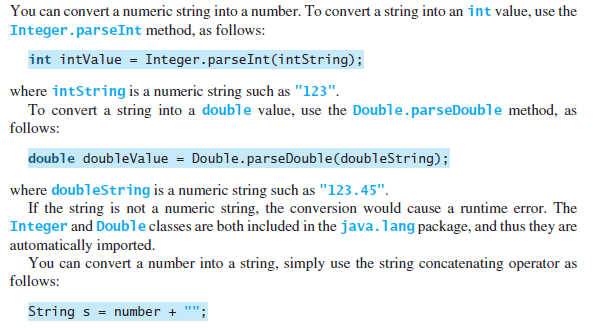 You can convert a numeric string into a number. To convert a string into an int value, use the
Integer.parseInt method, as follows:
int intValue = Integer.parseInt(intString);
where intString is a numeric string such as "123".
To convert a string into a double value, use the Double.parseDouble method, as
follows:
double doubleValue = Double.parseDouble(doubleString);
where doubleString is a numeric string such as "123.45".
If the string is not a numeric string, the conversion would cause a runtime error. The
Integer and Double classes are both included in the java.lang package, and thus they are
automatically imported.
You can convert a number into a string, simply use the string concatenating operator as
follows:
String s = number + "";